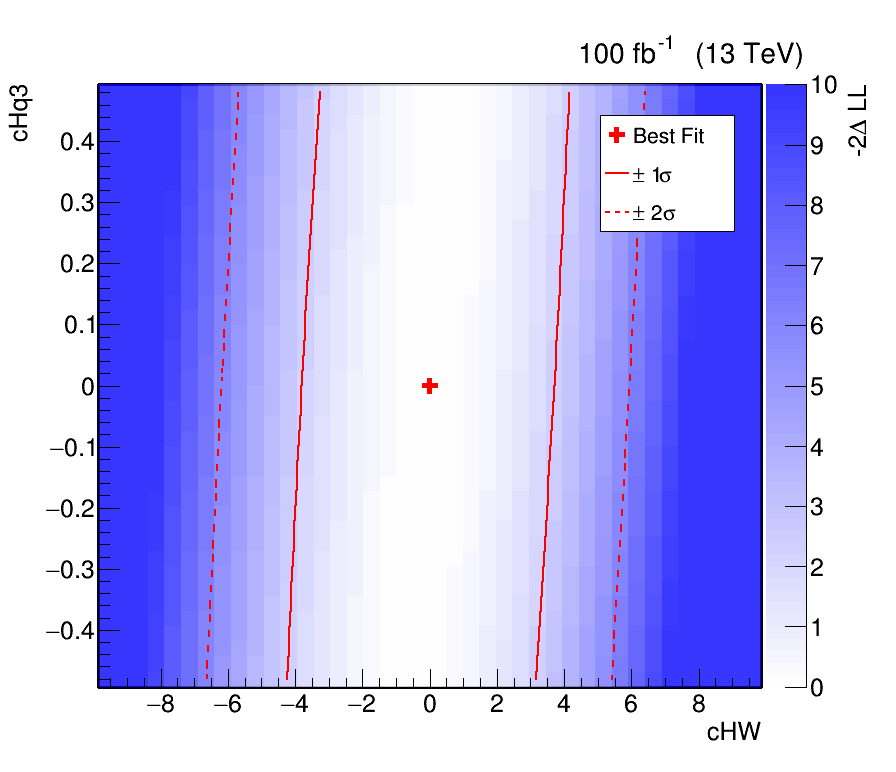 100 fb-1 (13 TeV)
cHq3
-2Δ LL
Best Fit
± 1σ
± 2σ
0.4
0.3
0.2
0.1
0
−0.1
−0.2
−0.3
−0.4
10
9
8
7
6
5
4
3
2
1
0
−8 −6 −4 −2 0 2 4 6 8
cHW